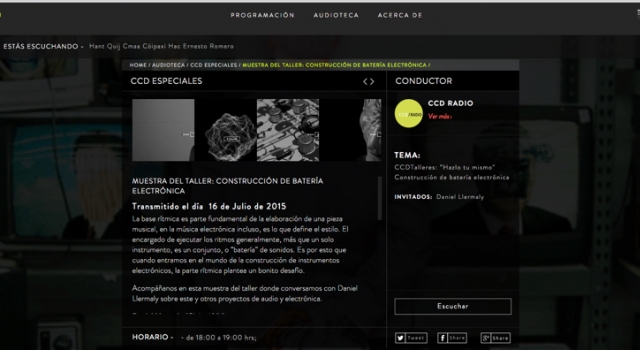 PROGRAMACIÓN AUDIOTECA ACERCA DE
ESTÁS ESCUCHANDO - Hant Quij Cmaa Cöipaxi Hac Ernesto Romero
HOME / AUDIOTECA / CCD ESPECIALES / MUESTRA DEL TALLER: CONSTRUCCIÓN DE BATERÍA ELECTRÓNICA /
CCD ESPECIALES
MUESTRA DEL TALLER: CONSTRUCCIÓN DE BATERÍA
ELECTRÓNICA
Transmitido el día 16 de Julio de 2015
La base rítmica es parte fundamental de la elaboración de una pieza
musical, en la música electrónica incluso, es lo que define el estilo. El
encargado de ejecutar los ritmos generalmente, más que un solo
instrumento, es un conjunto, o "batería" de sonidos. Es por esto que
cuando entramos en el mundo de la construcción de instrumentos
electrónicos, la parte rítmica plantea un bonito desafío.
Acompáñanos en esta muestra del taller donde conversamos con Daniel
Llermaly sobre este y otros proyectos de audio y electrónica.
HORARIO - - de 18:00 a 19:00 hrs;
CONDUCTOR
CCD RADIO
Ver más ›
TEMA:
CCDTalleres: "Hazlo tu mismo"
Construcción de batería electrónica
INVITADOS: Daniel Llermaly
Escuchar
Tweet Share Share